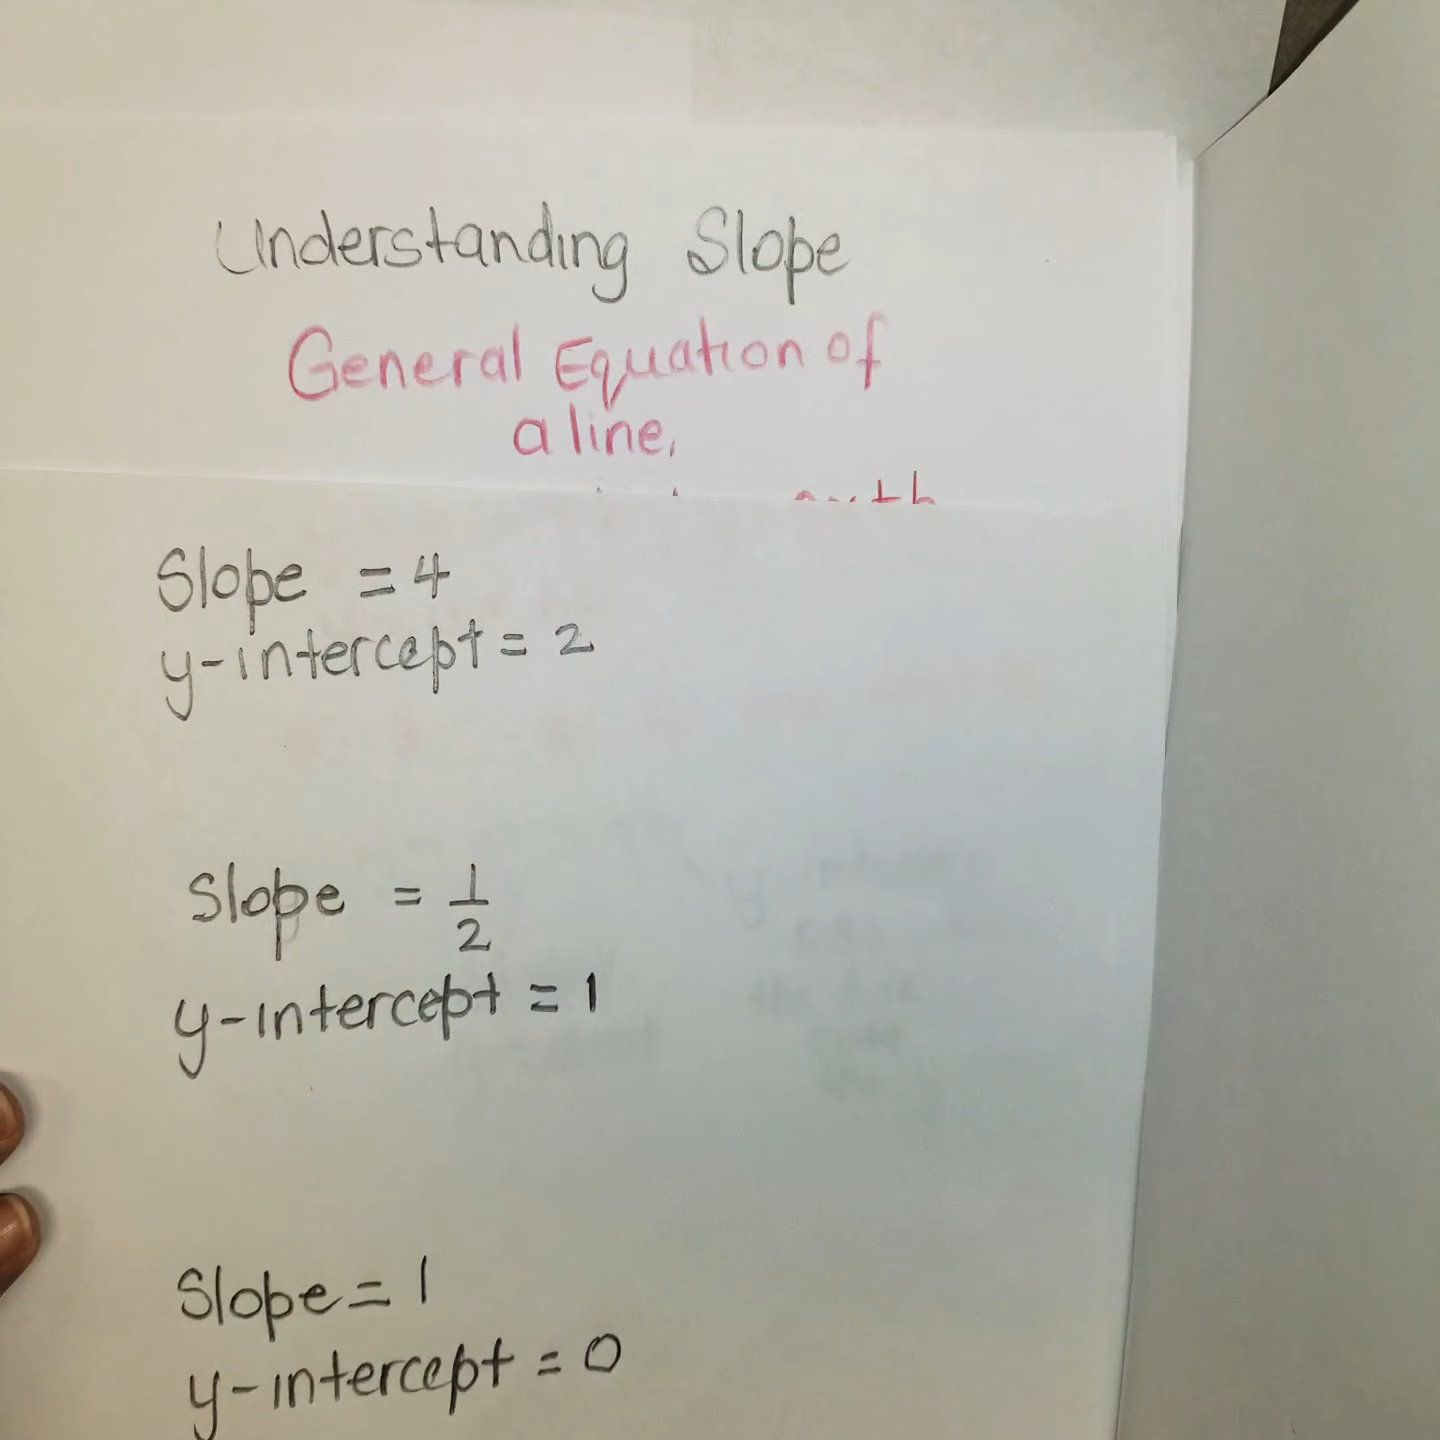 Understanding Slope
General Equation of
a line,
Slope = 4
y-intercept = 2
Slope = 1/2
y-intercept = 1
Slope = 1
y-intercept = 0